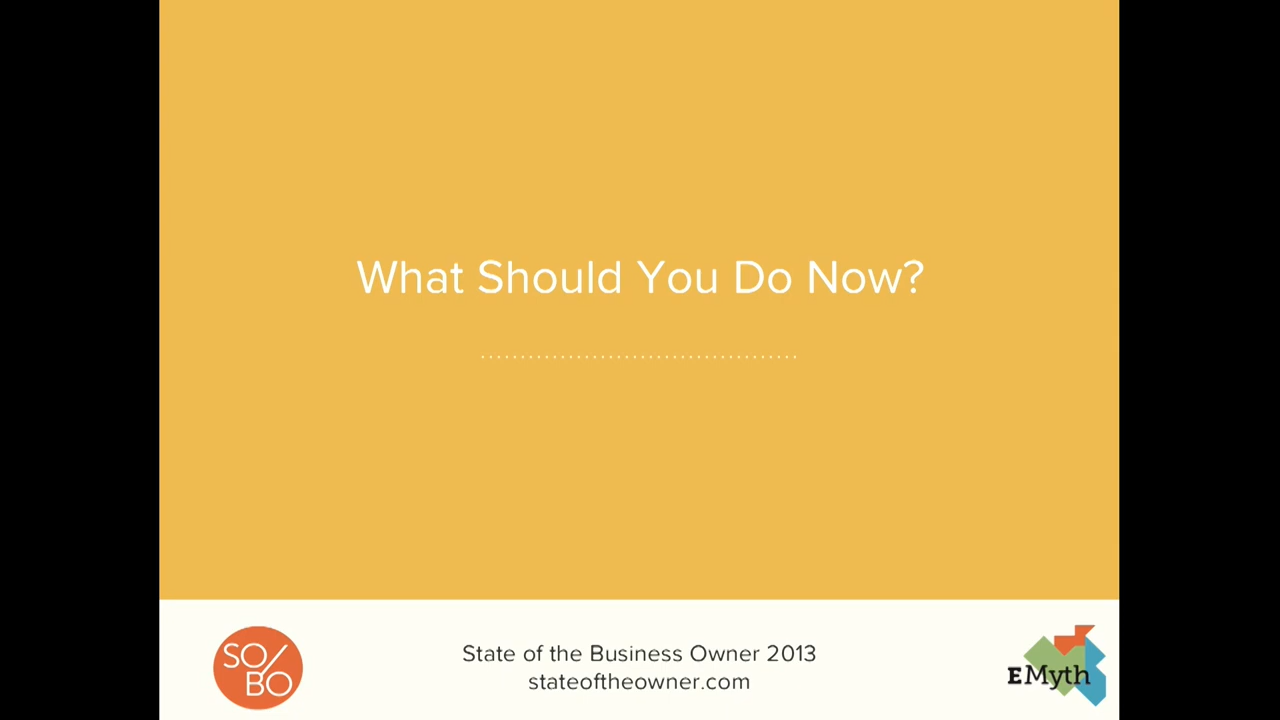 What Should You Do Now?
SO/
BO
State of the Business Owner 2013
stateoftheowner.com
EMyth